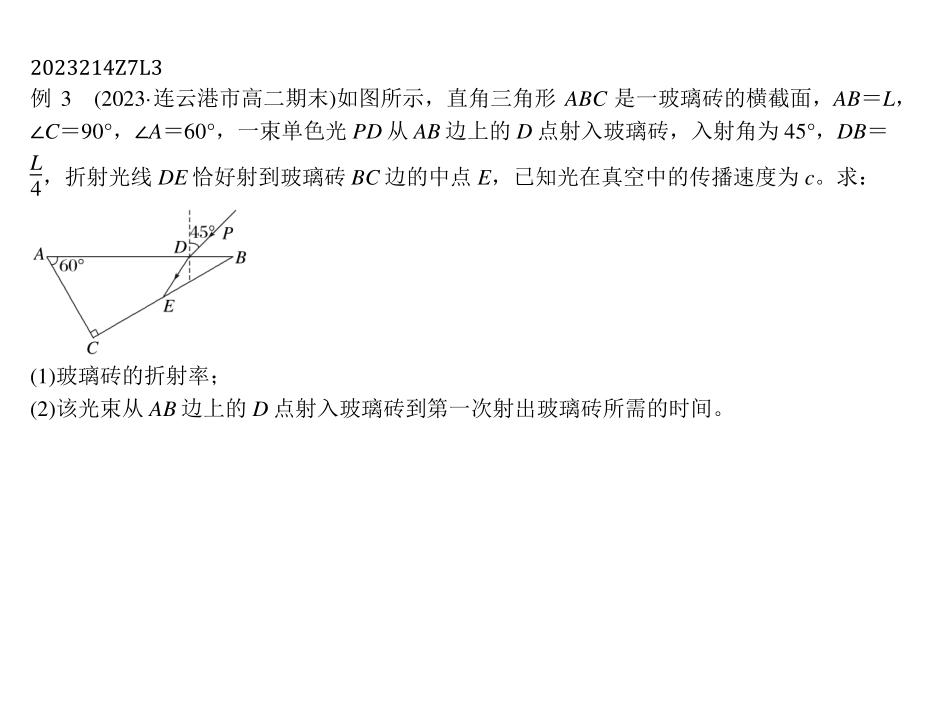 2023214Z7L3
例 3 (2023·连云港市高二期末)如图所示，直角三角形 ABC 是一玻璃砖的横截面，AB＝L，
∠C＝90°，∠A＝60°，一束单色光 PD 从 AB 边上的 D 点射入玻璃砖，入射角为 45°，DB＝
L/4，折射光线 DE 恰好射到玻璃砖 BC 边的中点 E，已知光在真空中的传播速度为 c。求：
45° P
D
A B
60°
E
C
(1)玻璃砖的折射率；
(2)该光束从 AB 边上的 D 点射入玻璃砖到第一次射出玻璃砖所需的时间。